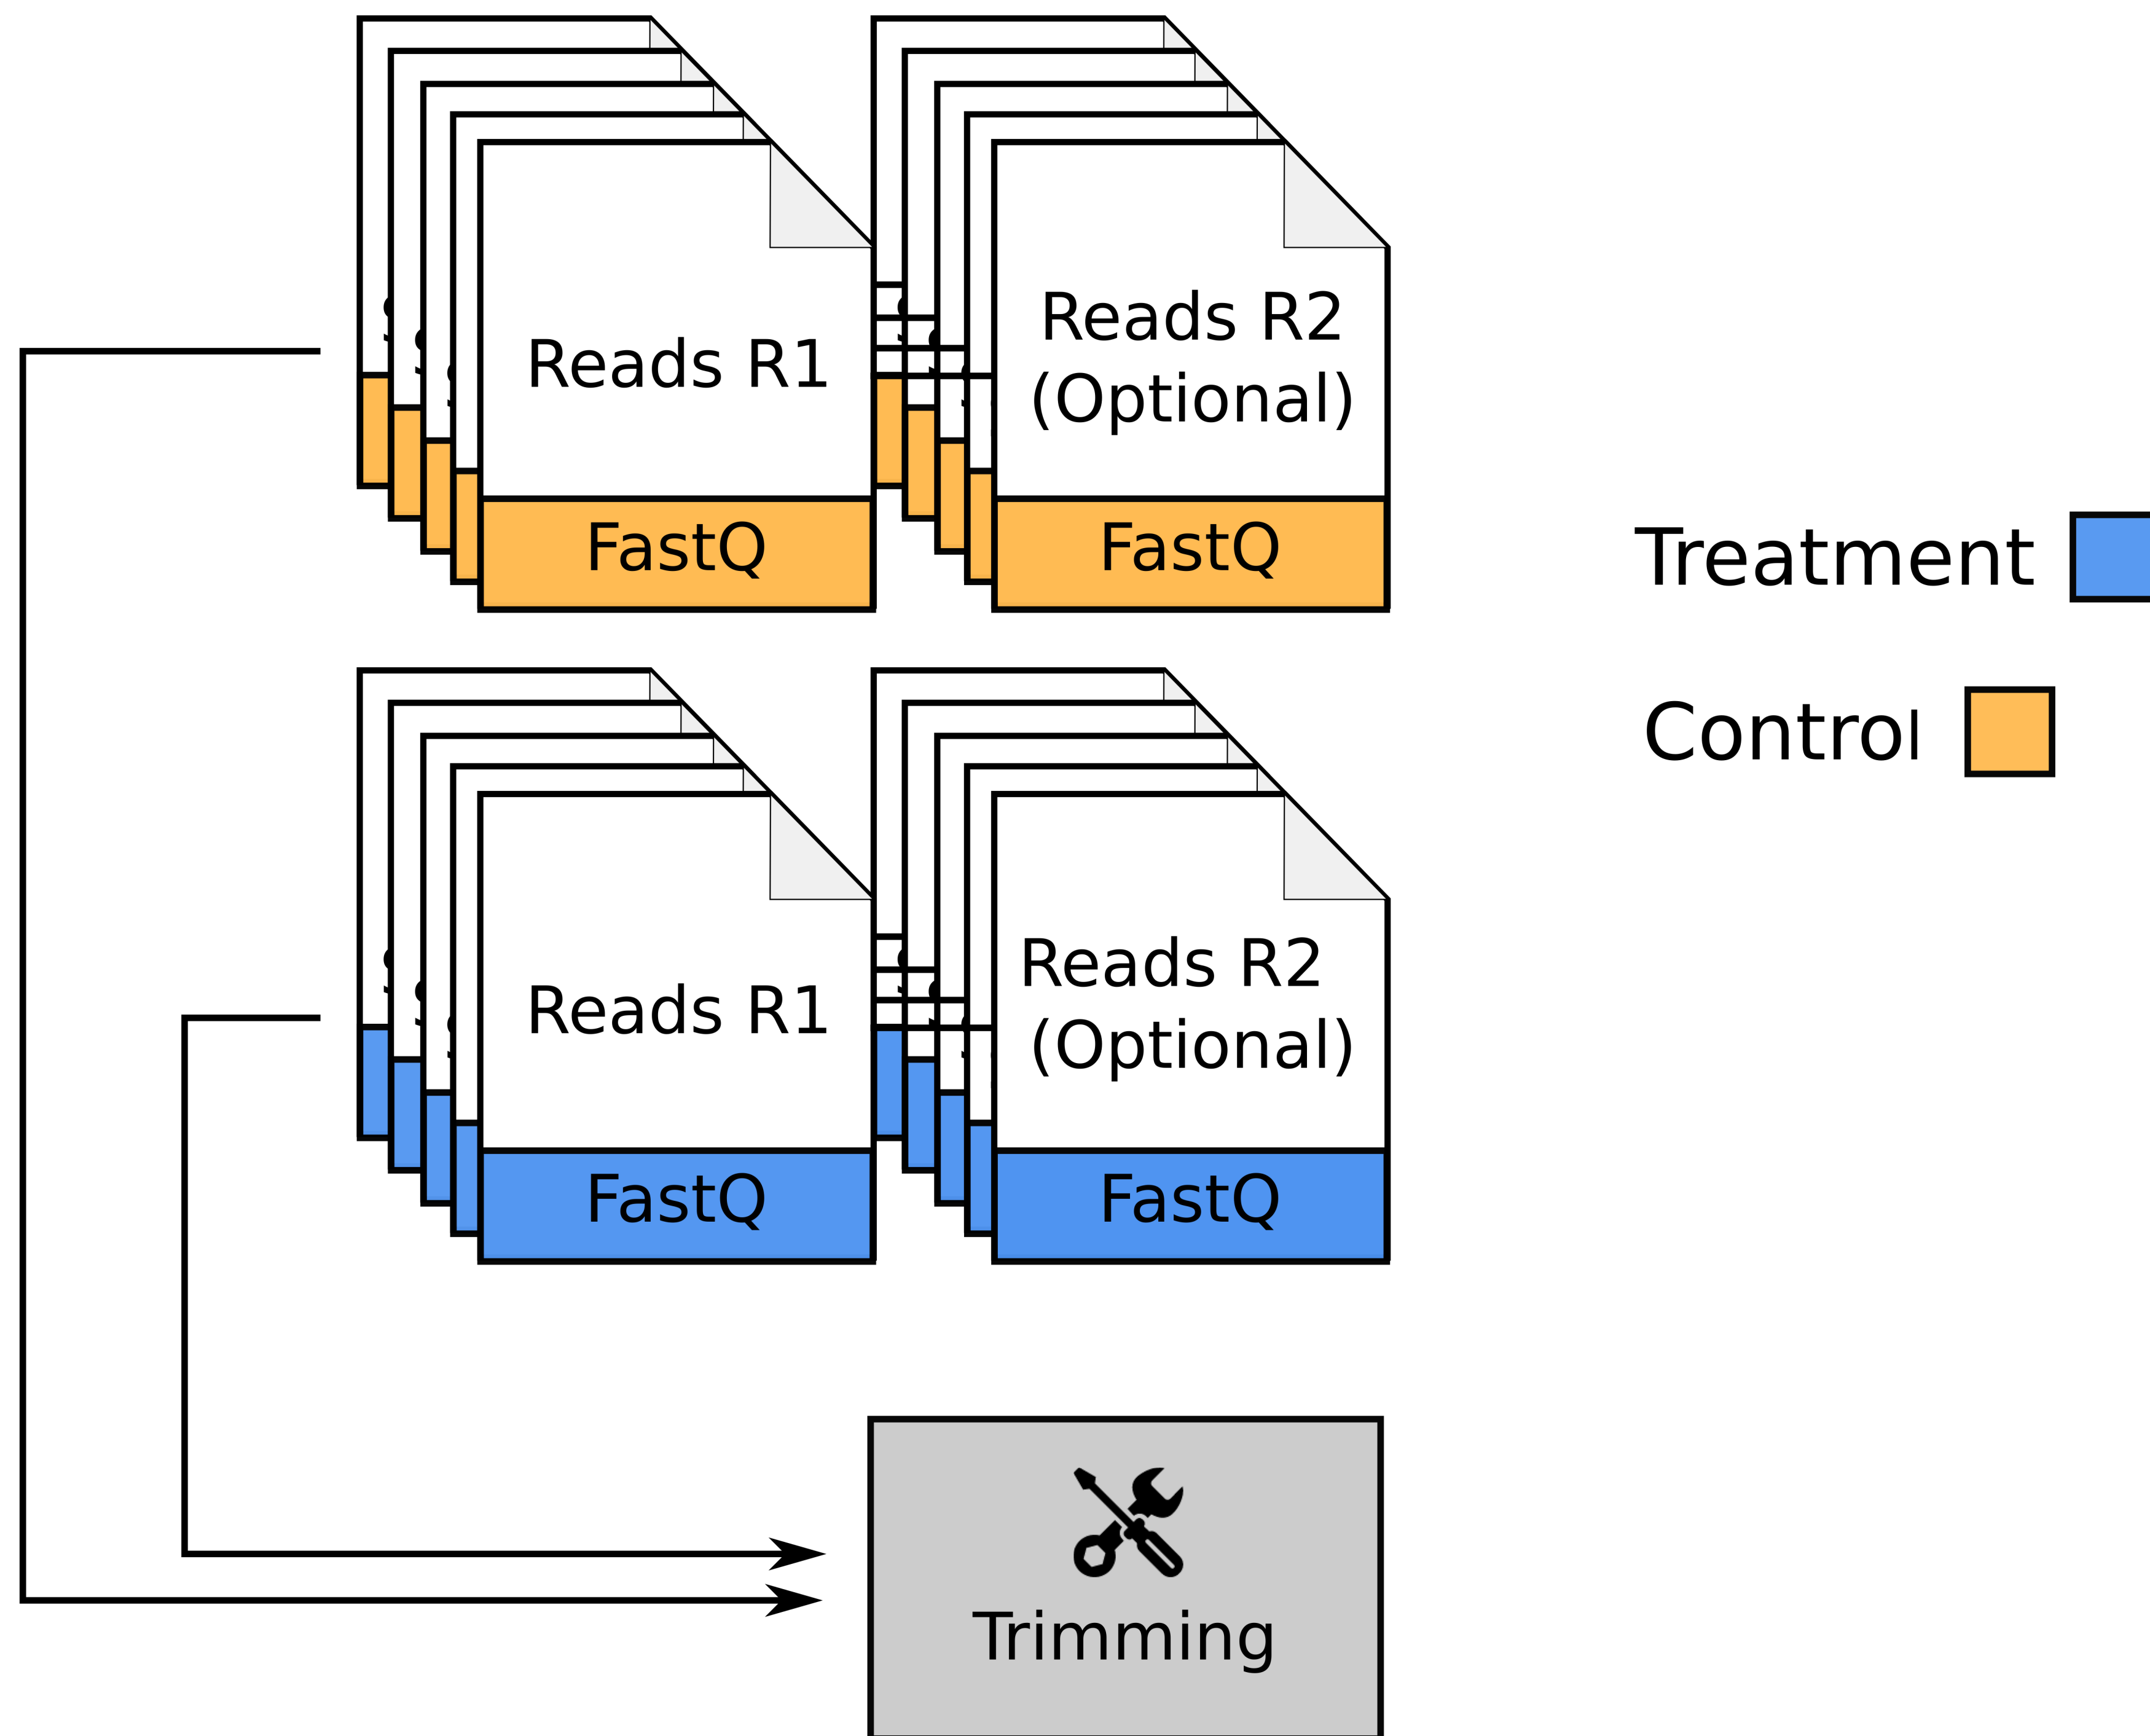 Reads R1
Reads R2
(Optional)
FastQ
FastQ
Treatment
Control
Reads R1
Reads R2
(Optional)
FastQ
FastQ
Trimming